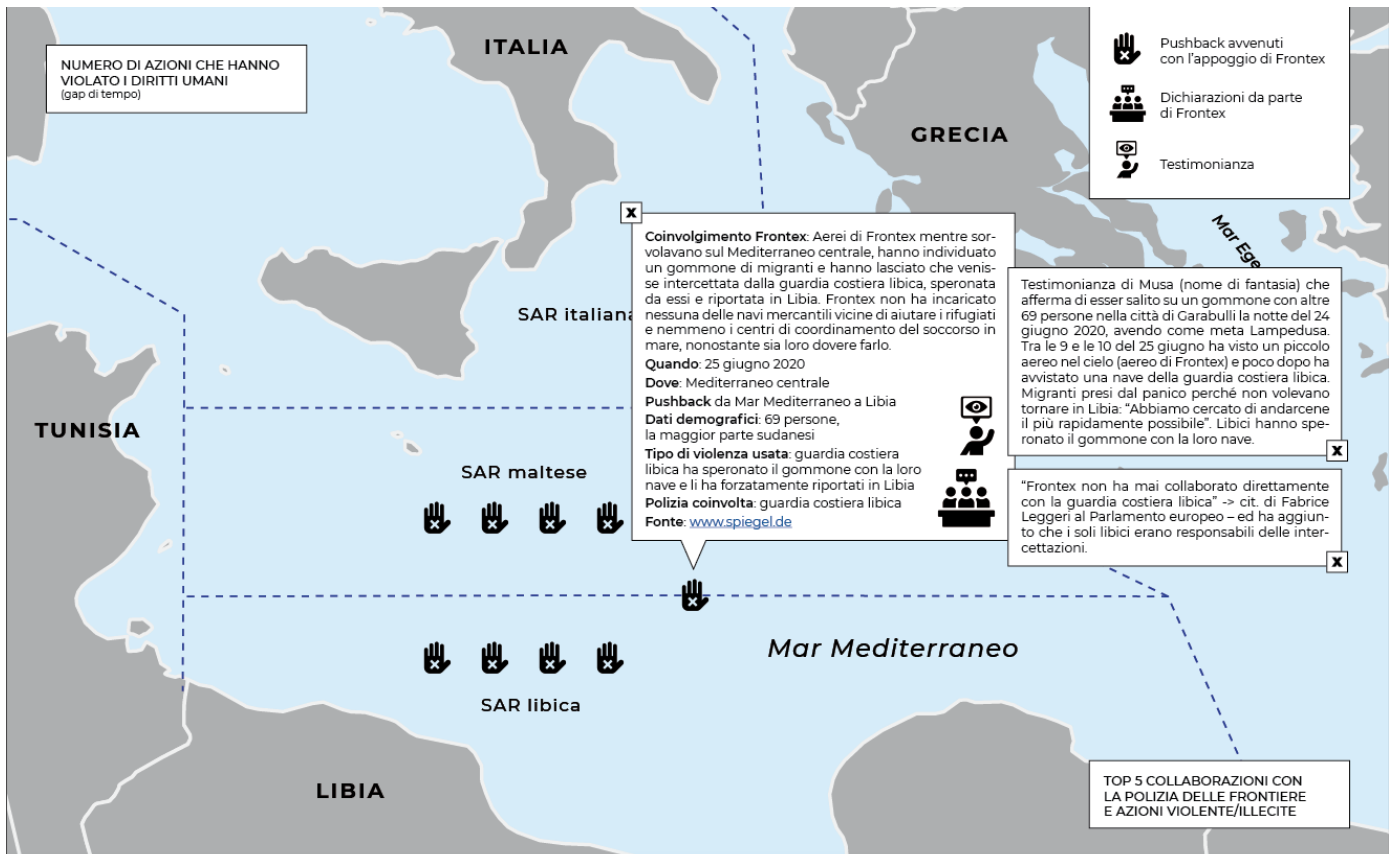 NUMERO DI AZIONI CHE HANNO
VIOLATO I DIRITTI UMANI
(gap di tempo)
ITALIA
GRECIA
Pushback avvenuti
con l'appoggio di Frontex
Dichiarazioni da parte
di Frontex
Testimonianza
Mar Ege
SAR italiana
TUNISIA
SAR maltese
X
Coinvolgimento Frontex: Aerei di Frontex mentre sor-
volavano sul Mediterraneo centrale, hanno individuato
un gommone di migranti e hanno lasciato che venis-
se intercettata dalla guardia costiera libica, speronata
da essi e riportata in Libia. Frontex non ha incaricato
nessuna delle navi mercantili vicine di aiutare i rifugiati
e nemmeno i centri di coordinamento del soccorso in
mare, nonostante sia loro dovere farlo.
Quando: 25 giugno 2020
Dove: Mediterraneo centrale
Pushback da Mar Mediterraneo a Libia
Dati demografici: 69 persone,
la maggior parte sudanesi
Tipo di violenza usata: guardia costiera
libica ha speronato il gommone con la loro
nave e li ha forzatamente riportati in Libia
Polizia coinvolta: guardia costiera libica
Fonte: www.spiegel.de
Testimonianza di Musa (nome di fantasia) che
afferma di esser salito su un gommone con altre
69 persone nella città di Garabulli la notte del 24
giugno 2020, avendo come meta Lampedusa.
Tra le 9 e le 10 del 25 giugno ha visto un piccolo
aereo nel cielo (aereo di Frontex) e poco dopo ha
avvistato una nave della guardia costiera libica.
Migranti presi dal panico perché non volevano
tornare in Libia: “Abbiamo cercato di andarcene
il più rapidamente possibile”. Libici hanno spe-
ronato il gommone con la loro nave.
X
“Frontex non ha mai collaborato direttamente
con la guardia costiera libica” -> cit. di Fabrice
Leggeri al Parlamento europeo – ed ha aggiun-
to che i soli libici erano responsabili delle inter-
cettazioni.
X
Mar Mediterraneo
SAR libica
LIBIA
TOP 5 COLLABORAZIONI CON
LA POLIZIA DELLE FRONTIERE
E AZIONI VIOLENTE/ILLECITE